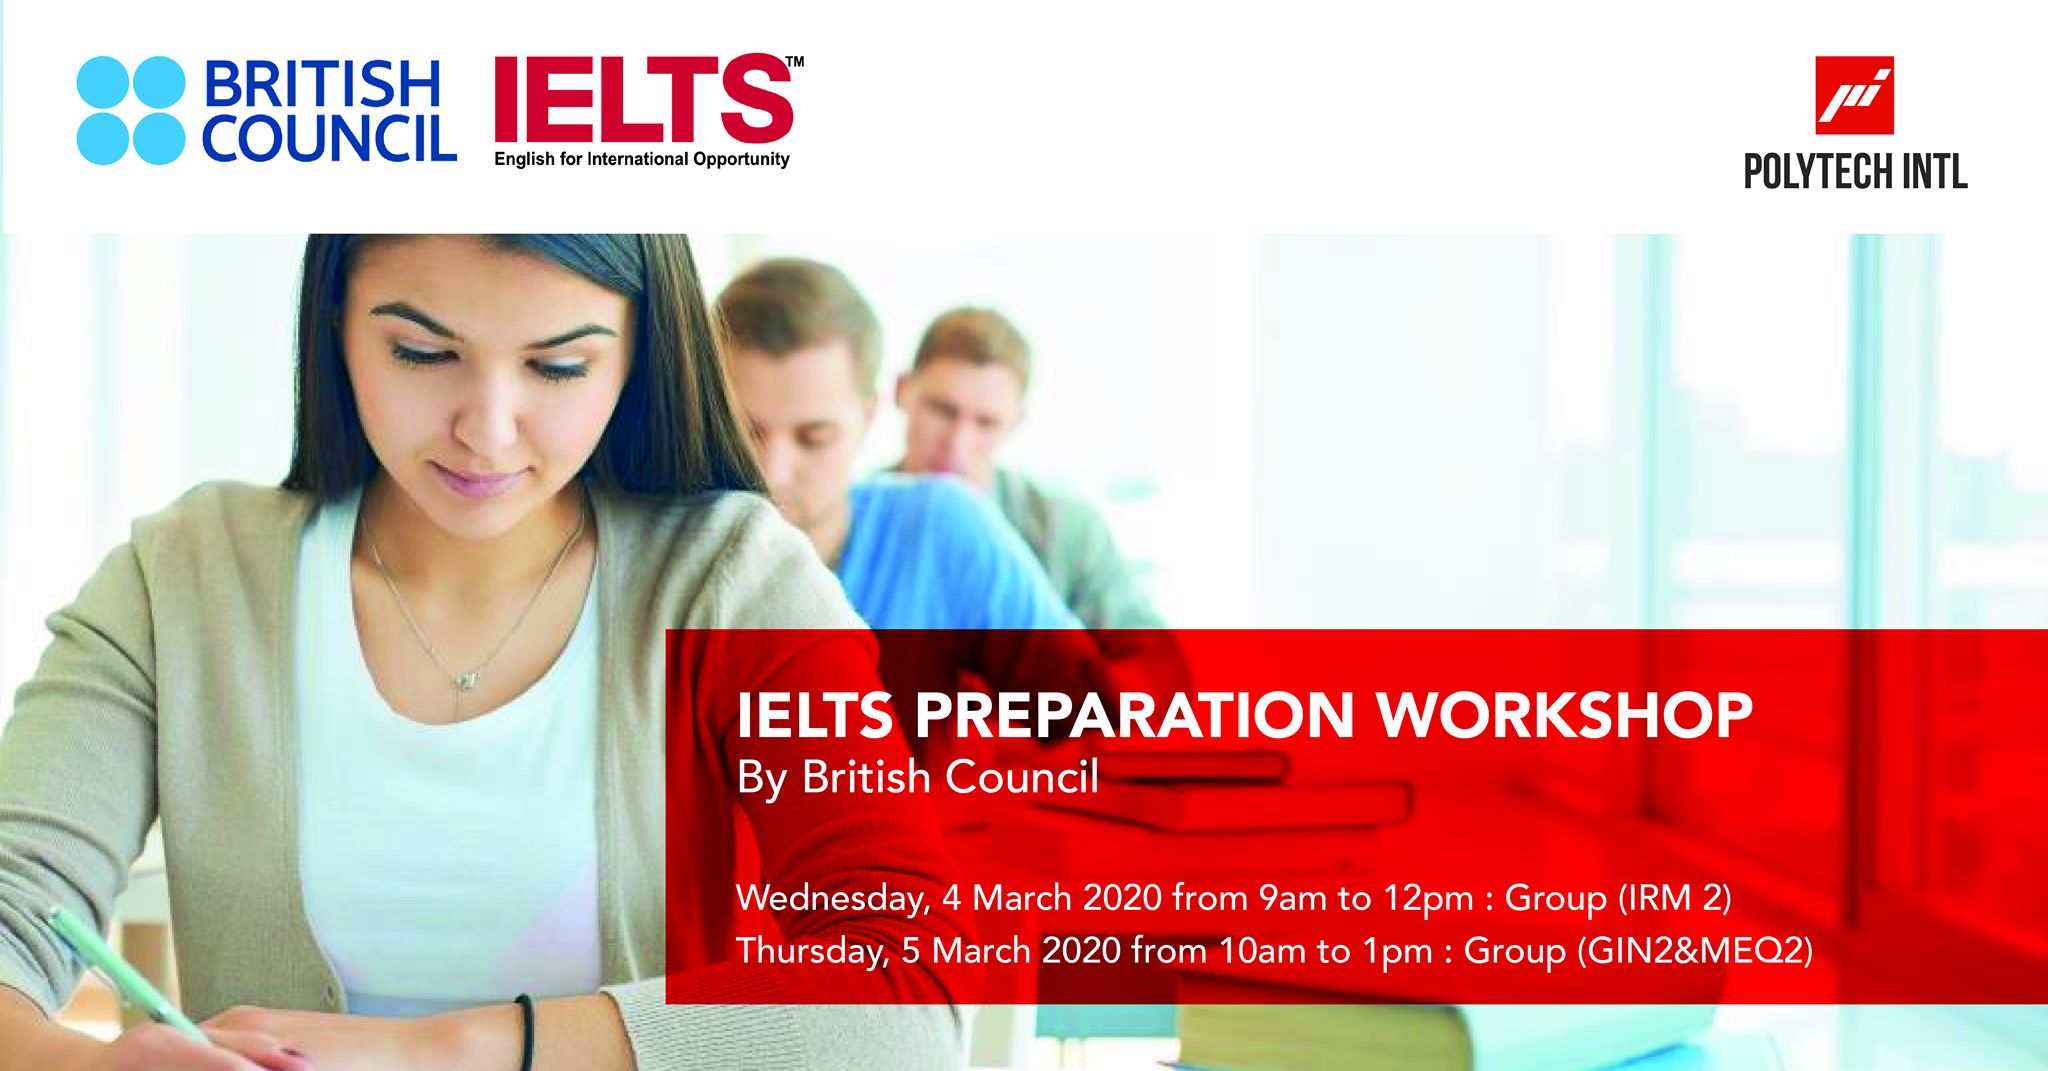 BRITISH
COUNCIL
IELTS™
English for International Opportunity
POLYTECH INTL
IELTS PREPARATION WORKSHOP
By British Council
Wednesday, 4 March 2020 from 9am to 12pm : Group (IRM 2)
Thursday, 5 March 2020 from 10am to 1pm : Group (GIN2&MEQ2)